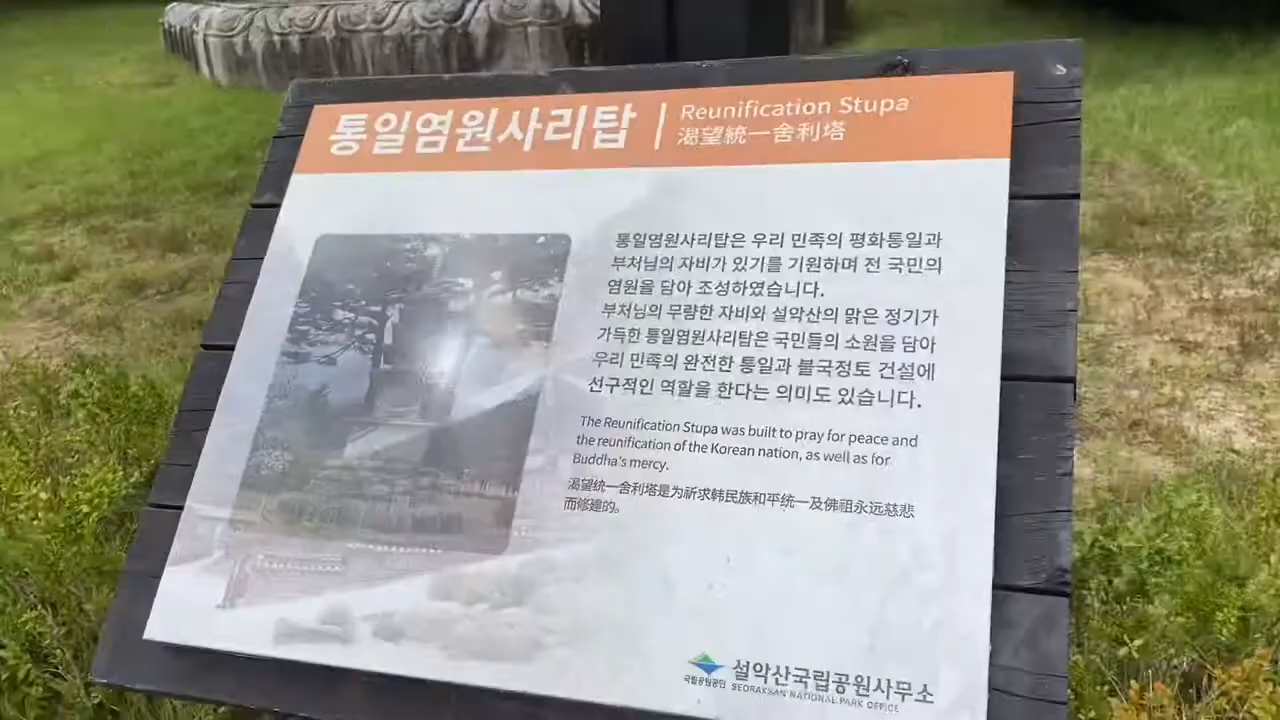 통일염원사리탑
Reunification Stupa
渴望統一舍利塔
통일염원사리탑은 우리 민족의 평화통일과
부처님의 자비가 있기를 기원하며 전 국민의
염원을 담아 조성하였습니다.
부처님의 무량한 자비와 설악산의 맑은 정기가
가득한 통일염원사리탑은 국민들의 소원을 담아
우리 민족의 완전한 통일과 불국정토 건설에
선구적인 역할을 한다는 의미도 있습니다.
The Reunification Stupa was built to pray for peace and
the reunification of the Korean nation, as well as for
Buddha's mercy.
渴望统一舍利塔是为祈求韩民族和平统一及佛祖永远慈悲
而修建的。
국립공원공단
설악산국립공원사무소
SEORAKSAN NATIONAL PARK OFFICE